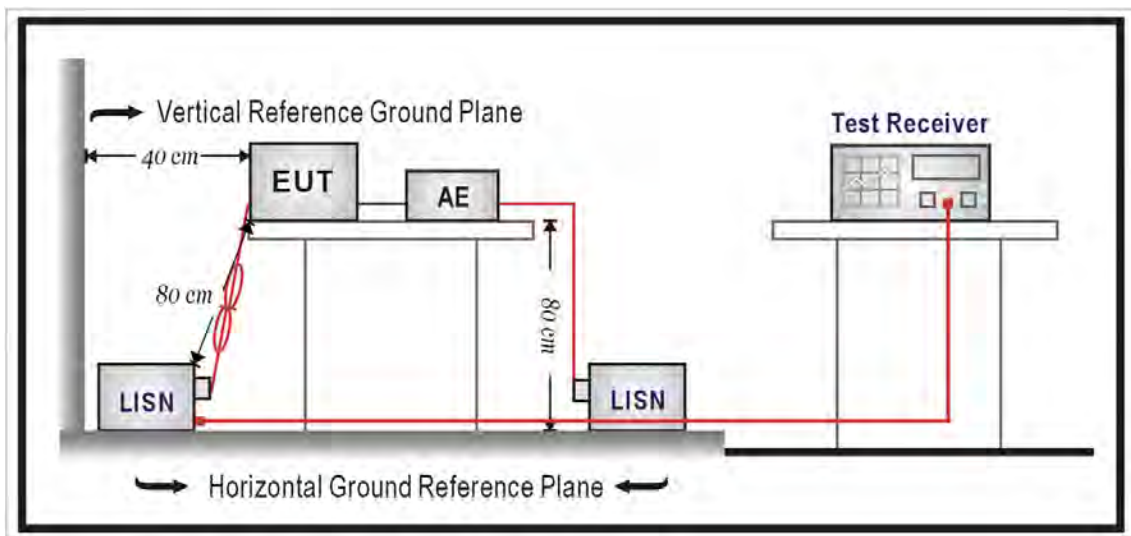 Vertical Reference Ground Plane
Test Receiver
40 cm
EUT
AE
80 cm
80 cm
LISN
LISN
Horizontal Ground Reference Plane